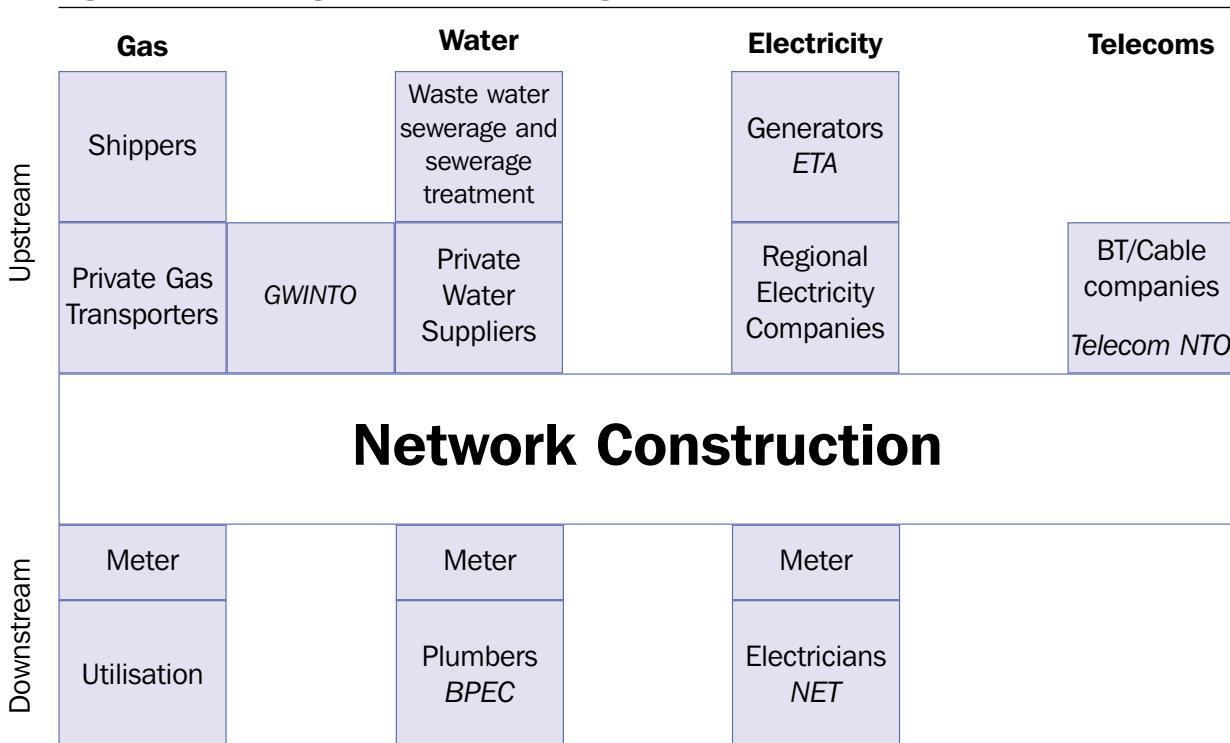 Gas
Water
Electricity
Telecoms
Upstream
Shippers
Waste water
sewerage and
sewerage
treatment
Generators
ETA
Private Gas
Transporters
GWINTO
Private
Water
Suppliers
Regional
Electricity
Companies
BT/Cable
companies
Telecom NTO
Network Construction
Downstream
Meter
Meter
Meter
Utilisation
Plumbers
BPEC
Electricians
NET